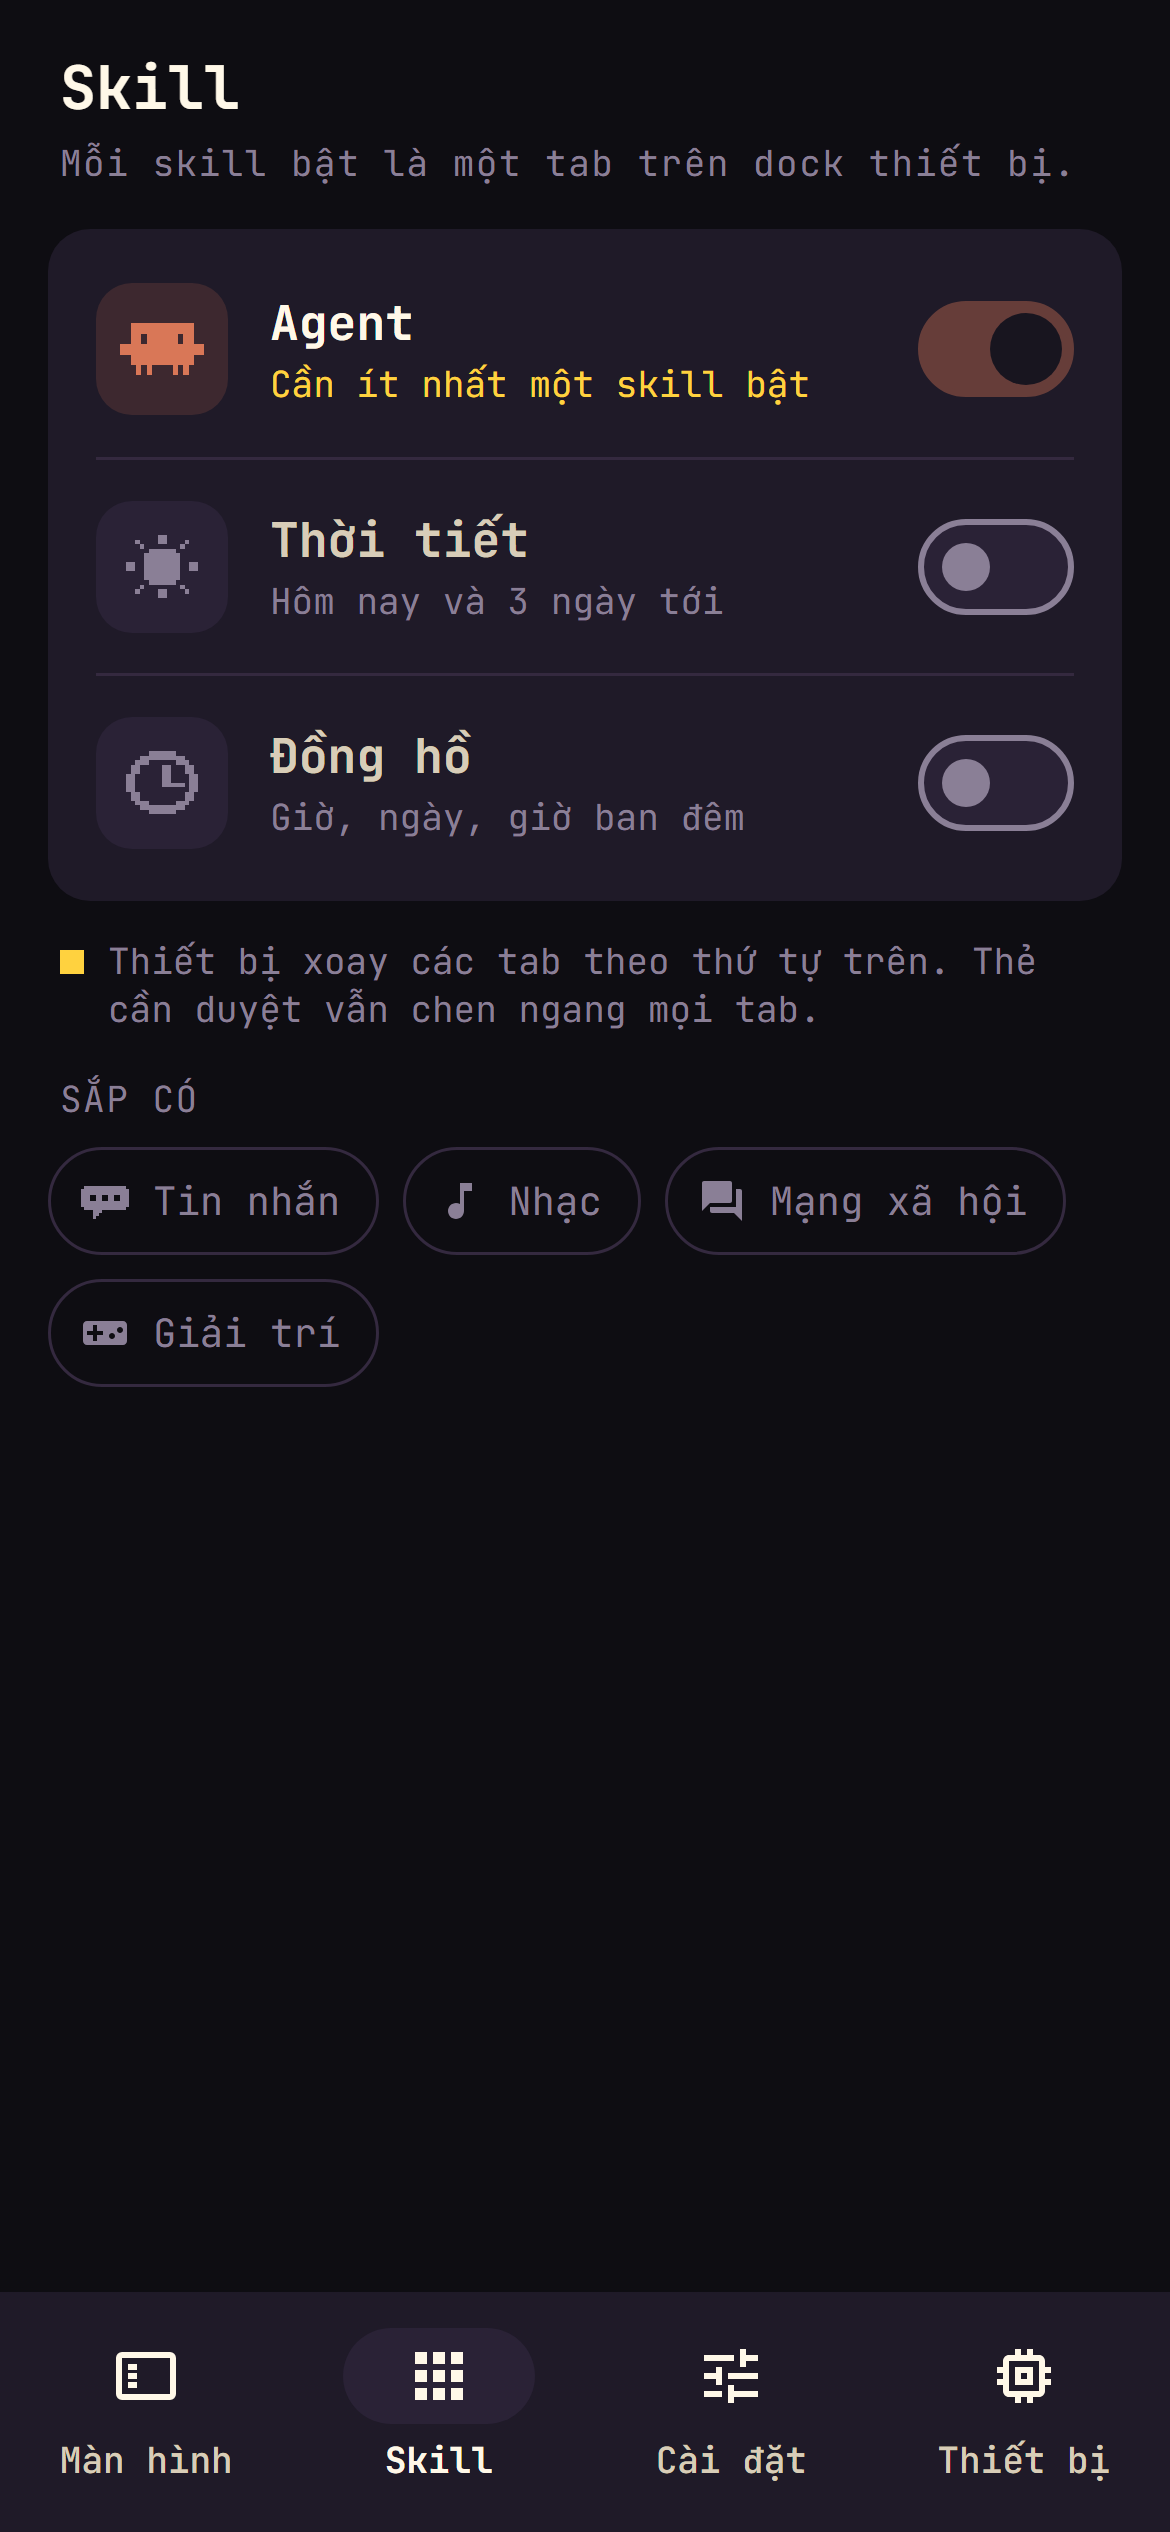 Skill
Mỗi skill bật là một tab trên dock thiết bị.
Agent
Cần ít nhất một skill bật
Thời tiết
Hôm nay và 3 ngày tới
Đồng hồ
Giờ, ngày, giờ ban đêm
Thiết bị xoay các tab theo thứ tự trên. Thẻ
cần duyệt vẫn chen ngang mọi tab.
SẮP CÓ
Tin nhắn
Nhạc
Mạng xã hội
Giải trí
Màn hình
Skill
Cài đặt
Thiết bị